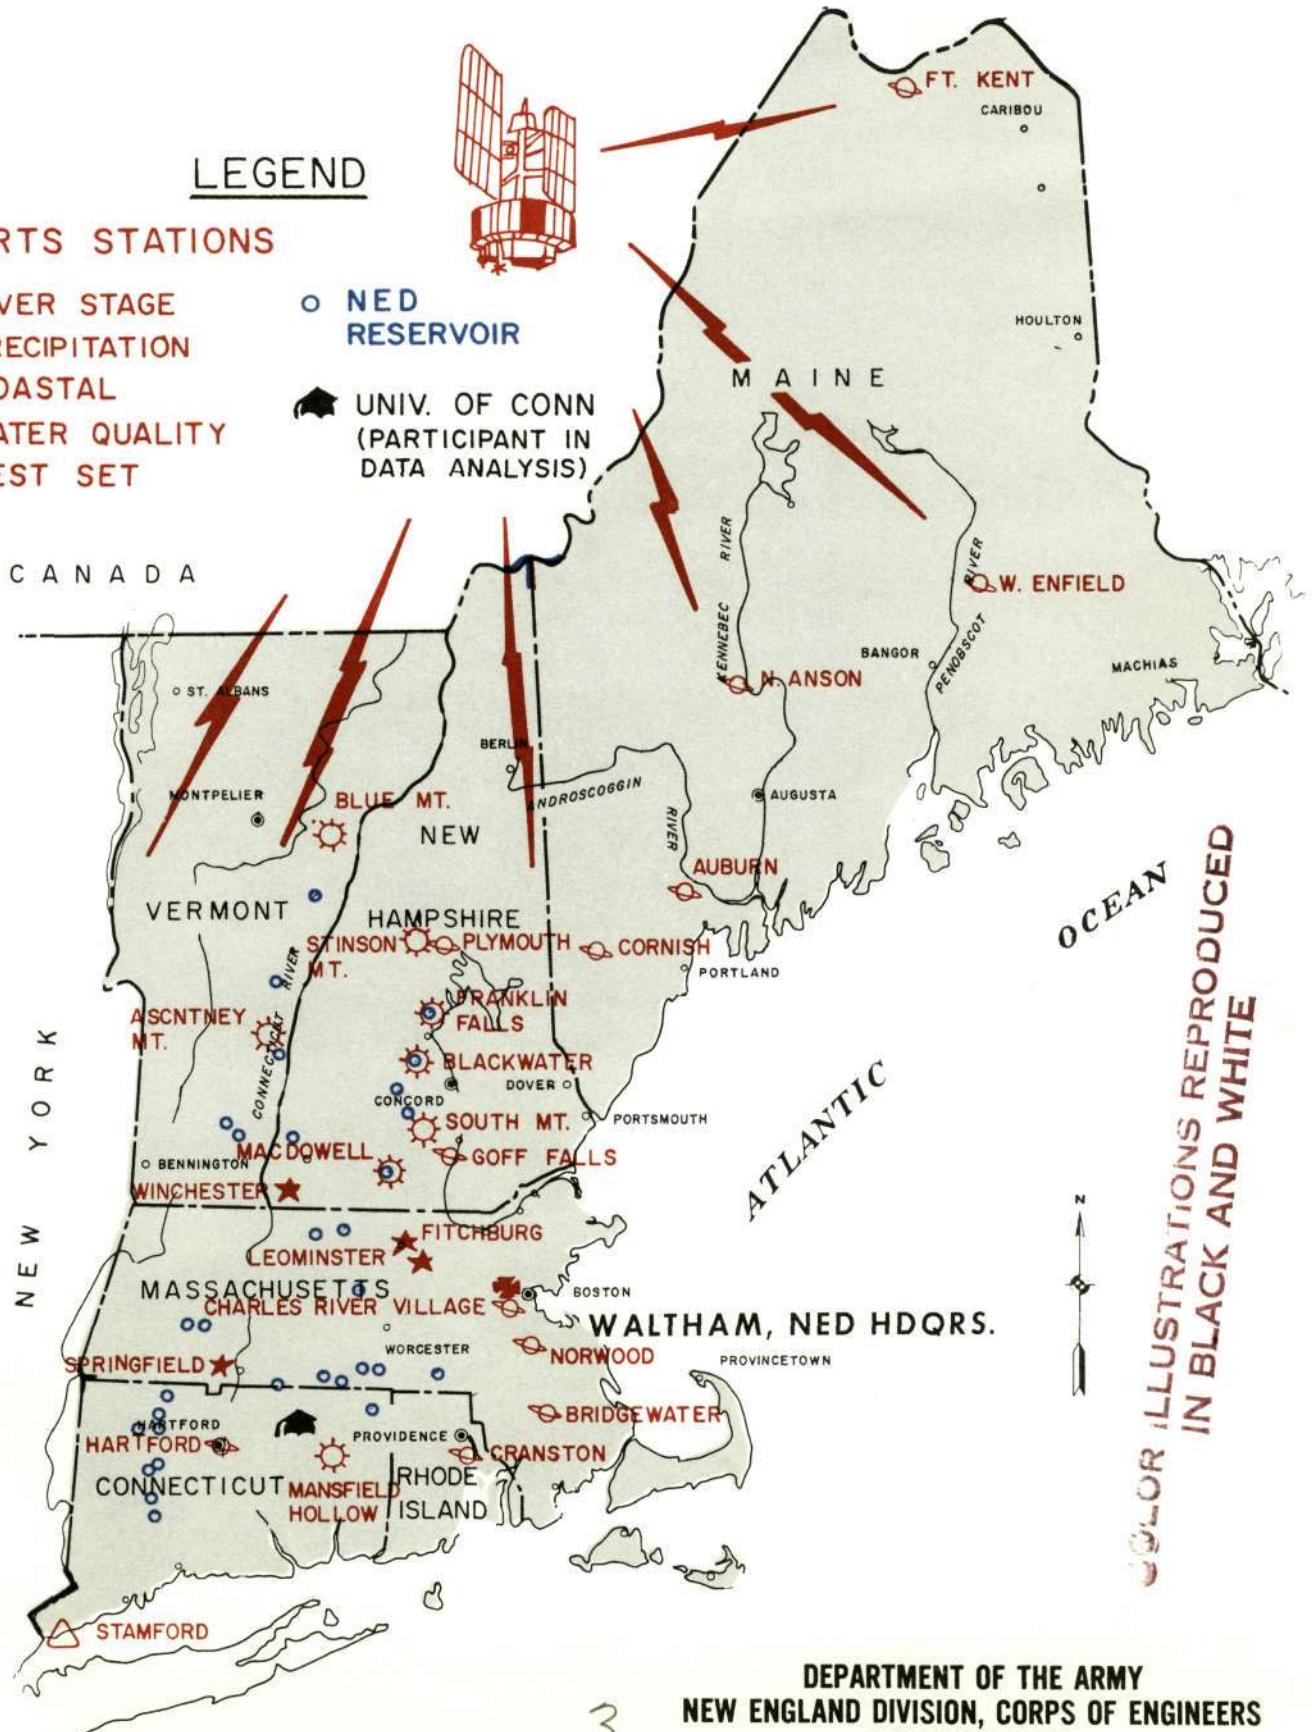 LEGEND
RTS STATIONS
VER STAGE
RECIPITATION
OASTAL
ATER QUALITY
EST SET
NED
RESERVOIR
UNIV. OF CONN
(PARTICIPANT IN
DATA ANALYSIS)
FT. KENT
CARIBOU
HOULTON
MAINE
CANADA
KENNEBEC RIVER
RIVER
PENOBSCOT
W. ENFIELD
BANGOR
MACHIAS
N. ANSON
ST. ALBANS
BERLIN
MONTPELIER
BLUE MT.
ANDROSCOGGIN
RIVER
AUGUSTA
NEW
HAMPSHIRE
AUBURN
VERMONT
STINSON
MT.
PLYMOUTH
CORNISH
PORTLAND
OCEAN
ATLANTIC
ASCNTNEY
MT.
CONNECTICUT RIVER
FRANKLIN
FALLS
BLACKWATER
CONCORD
DOVER
PORTSMOUTH
SOUTH MT.
GOFF FALLS
MACDOWELL
BENNINGTON
WINCHESTER
NEW YORK
FITCHBURG
LEOMINSTER
MASSACHUSETTS
CHARLES RIVER VILLAGE
BOSTON
WALTHAM, NED HDQRS.
N
WORCESTER
NORWOOD
PROVINCETOWN
SPRINGFIELD
BRIDGEWATER
HARTFORD
HARTFORD
PROVIDENCE
CRANSTON
CONNECTICUT
MANSFIELD
HOLLOW
RHODE
ISLAND
STAMFORD
COLOR ILLUSTRATIONS REPRODUCED
IN BLACK AND WHITE
DEPARTMENT OF THE ARMY
NEW ENGLAND DIVISION, CORPS OF ENGINEERS